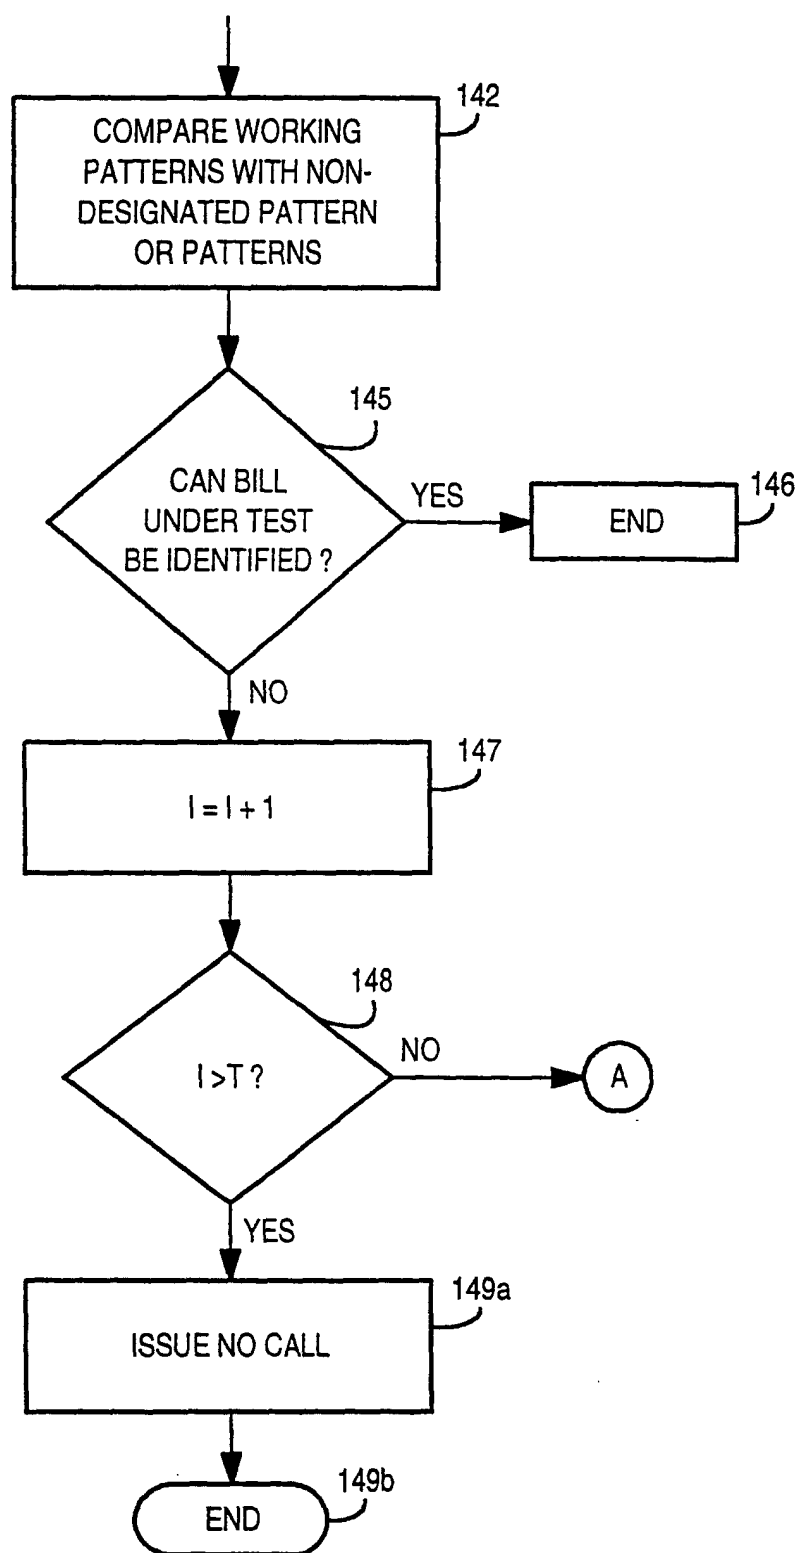 142
COMPARE WORKING
PATTERNS WITH NON-
DESIGNATED PATTERN
OR PATTERNS
145
CAN BILL
UNDER TEST
BE IDENTIFIED ?
YES
END
146
NO
147
I = I + 1
148
I >T ?
NO
A
YES
149a
ISSUE NO CALL
149b
END